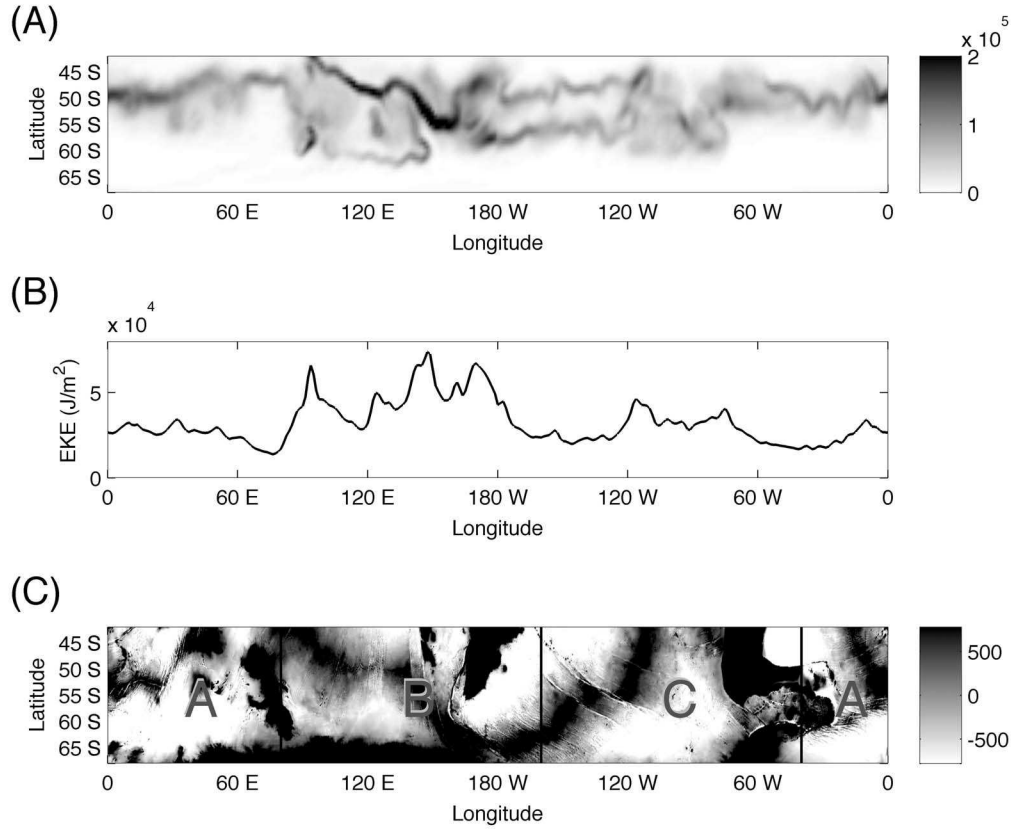 (A)
x 10^5
45 S
50 S
55 S
60 S
65 S
Latitude
0
60 E
120 E
180 W
120 W
60 W
0
Longitude
2
1
0
(B)
x 10^4
5
0
EKE (J/m^2)
0
60 E
120 E
180 W
120 W
60 W
0
Longitude
(C)
45 S
50 S
55 S
60 S
65 S
Latitude
A
B
C
A
0
60 E
120 E
180 W
120 W
60 W
0
Longitude
500
0
-500